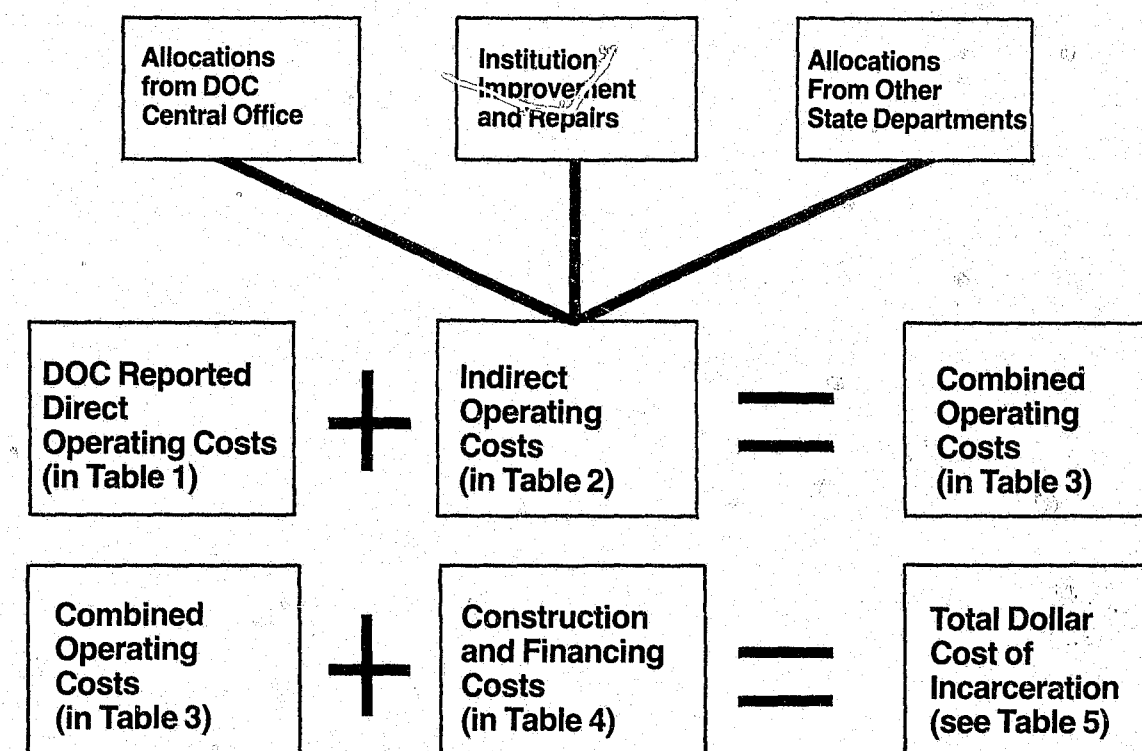 Allocations
from DOC
Central Office
Institution
Improvement
and Repairs
Allocations
From Other
State Departments
DOC Reported
Direct
Operating Costs
(in Table 1)
+
Indirect
Operating
Costs
(in Table 2)
=
Combined
Operating
Costs
(in Table 3)
Combined
Operating
Costs
(in Table 3)
+
Construction
and Financing
Costs
(in Table 4)
=
Total Dollar
Cost of
Incarceration
(see Table 5)